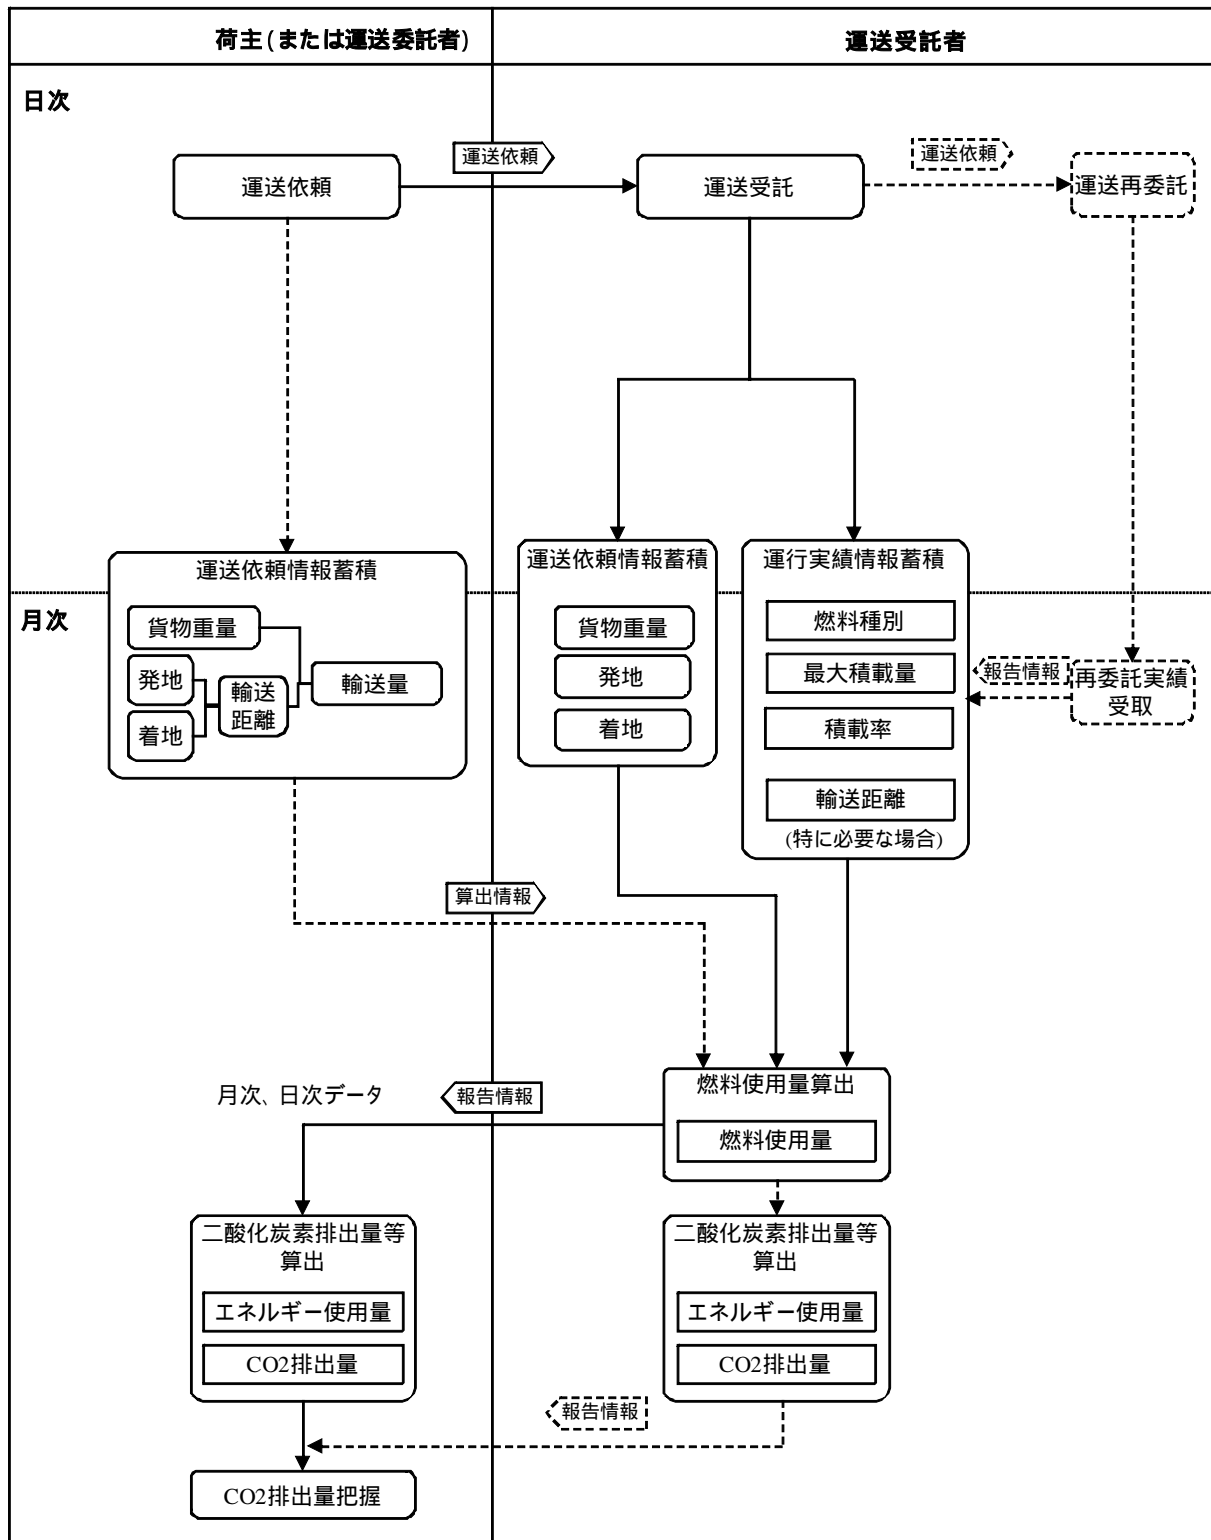 荷主(または運送委託者)
運送受託者
日次
運送依頼
運送依頼
運送依頼
運送受託
運送再委託
運送依頼情報蓄積
運送依頼情報蓄積
運行実績情報蓄積
月次
貨物重量
発地
着地
輸送
距離
輸送量
貨物重量
発地
着地
燃料種別
最大積載量
積載率
輸送距離
(特に必要な場合)
報告情報
再委託実績
受取
算出情報
月次、日次データ
報告情報
燃料使用量算出
燃料使用量
二酸化炭素排出量等
算出
エネルギー使用量
CO2排出量
二酸化炭素排出量等
算出
エネルギー使用量
CO2排出量
報告情報
CO2排出量把握